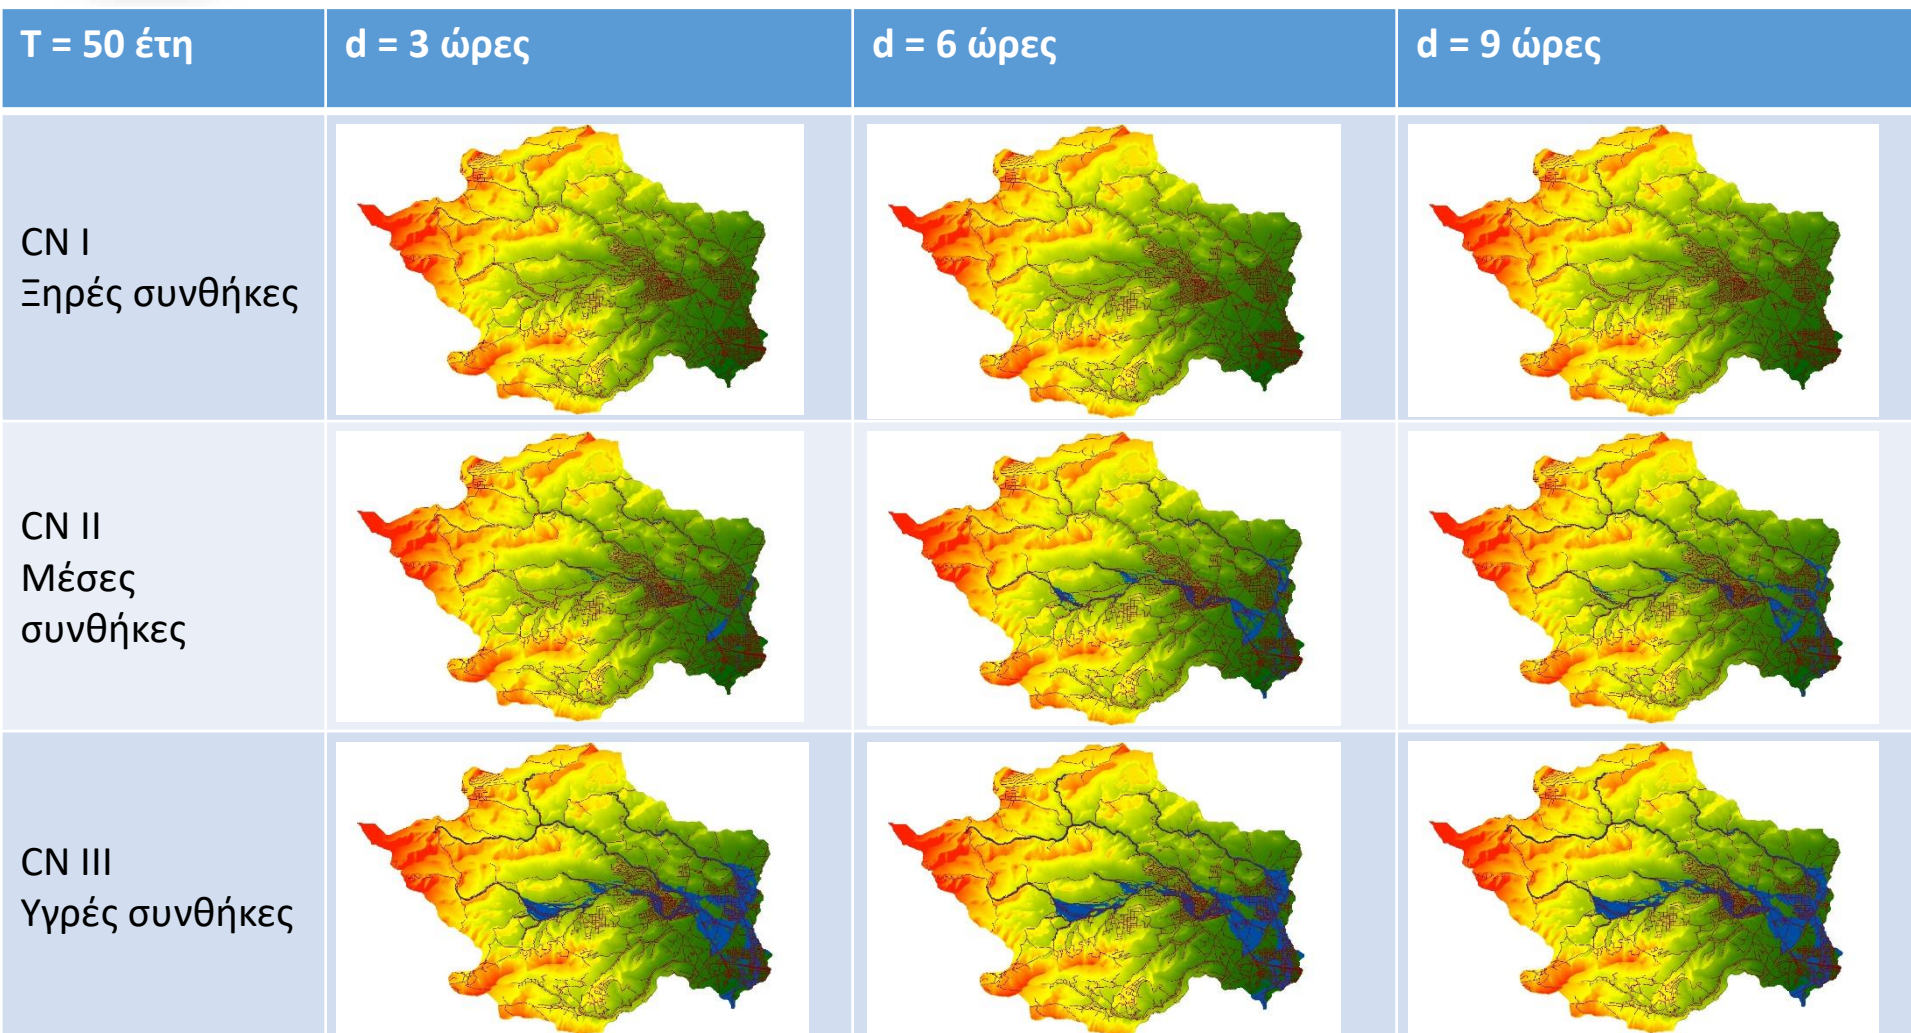 T = 50 έτη
d = 3 ώρες
d = 6 ώρες
d = 9 ώρες
CN I
Ξηρές συνθήκες
CN II
Μέσες
συνθήκες
CN III
Υγρές συνθήκες